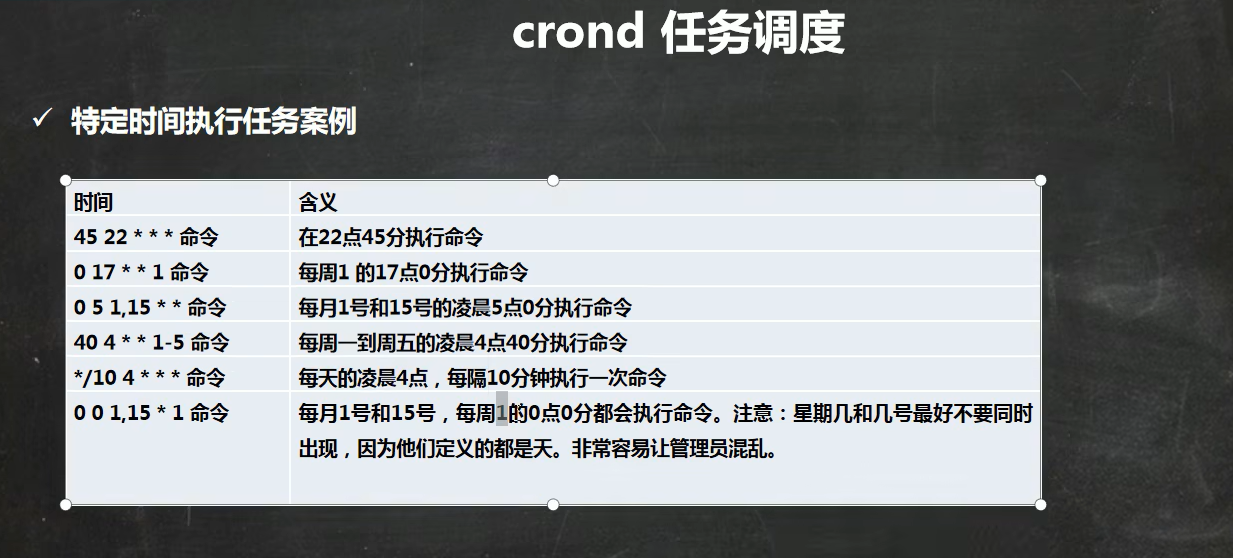 crond 任务调度
✓ 特定时间执行任务案例
时间 含义
45 22 * * * 命令 在22点45分执行命令
0 17 * * 1 命令 每周1 的17点0分执行命令
0 5 1,15 * * 命令 每月1号和15号的凌晨5点0分执行命令
40 4 * * 1-5 命令 每周一到周五的凌晨4点40分执行命令
*/10 4 * * * 命令 每天的凌晨4点，每隔10分钟执行一次命令
0 0 1,15 * 1 命令 每月1号和15号，每周1的0点0分都会执行命令。注意：星期几和几号最好不要同时
出现，因为他们定义的都是天。非常容易让管理员混乱。